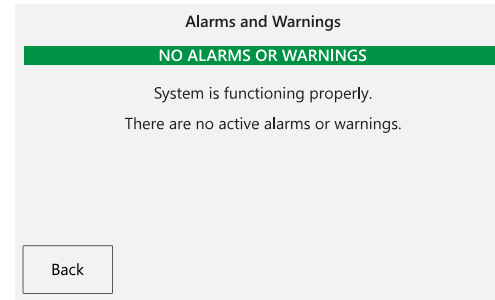 Alarms and Warnings
NO ALARMS OR WARNINGS
System is functioning properly.
There are no active alarms or warnings.
Back